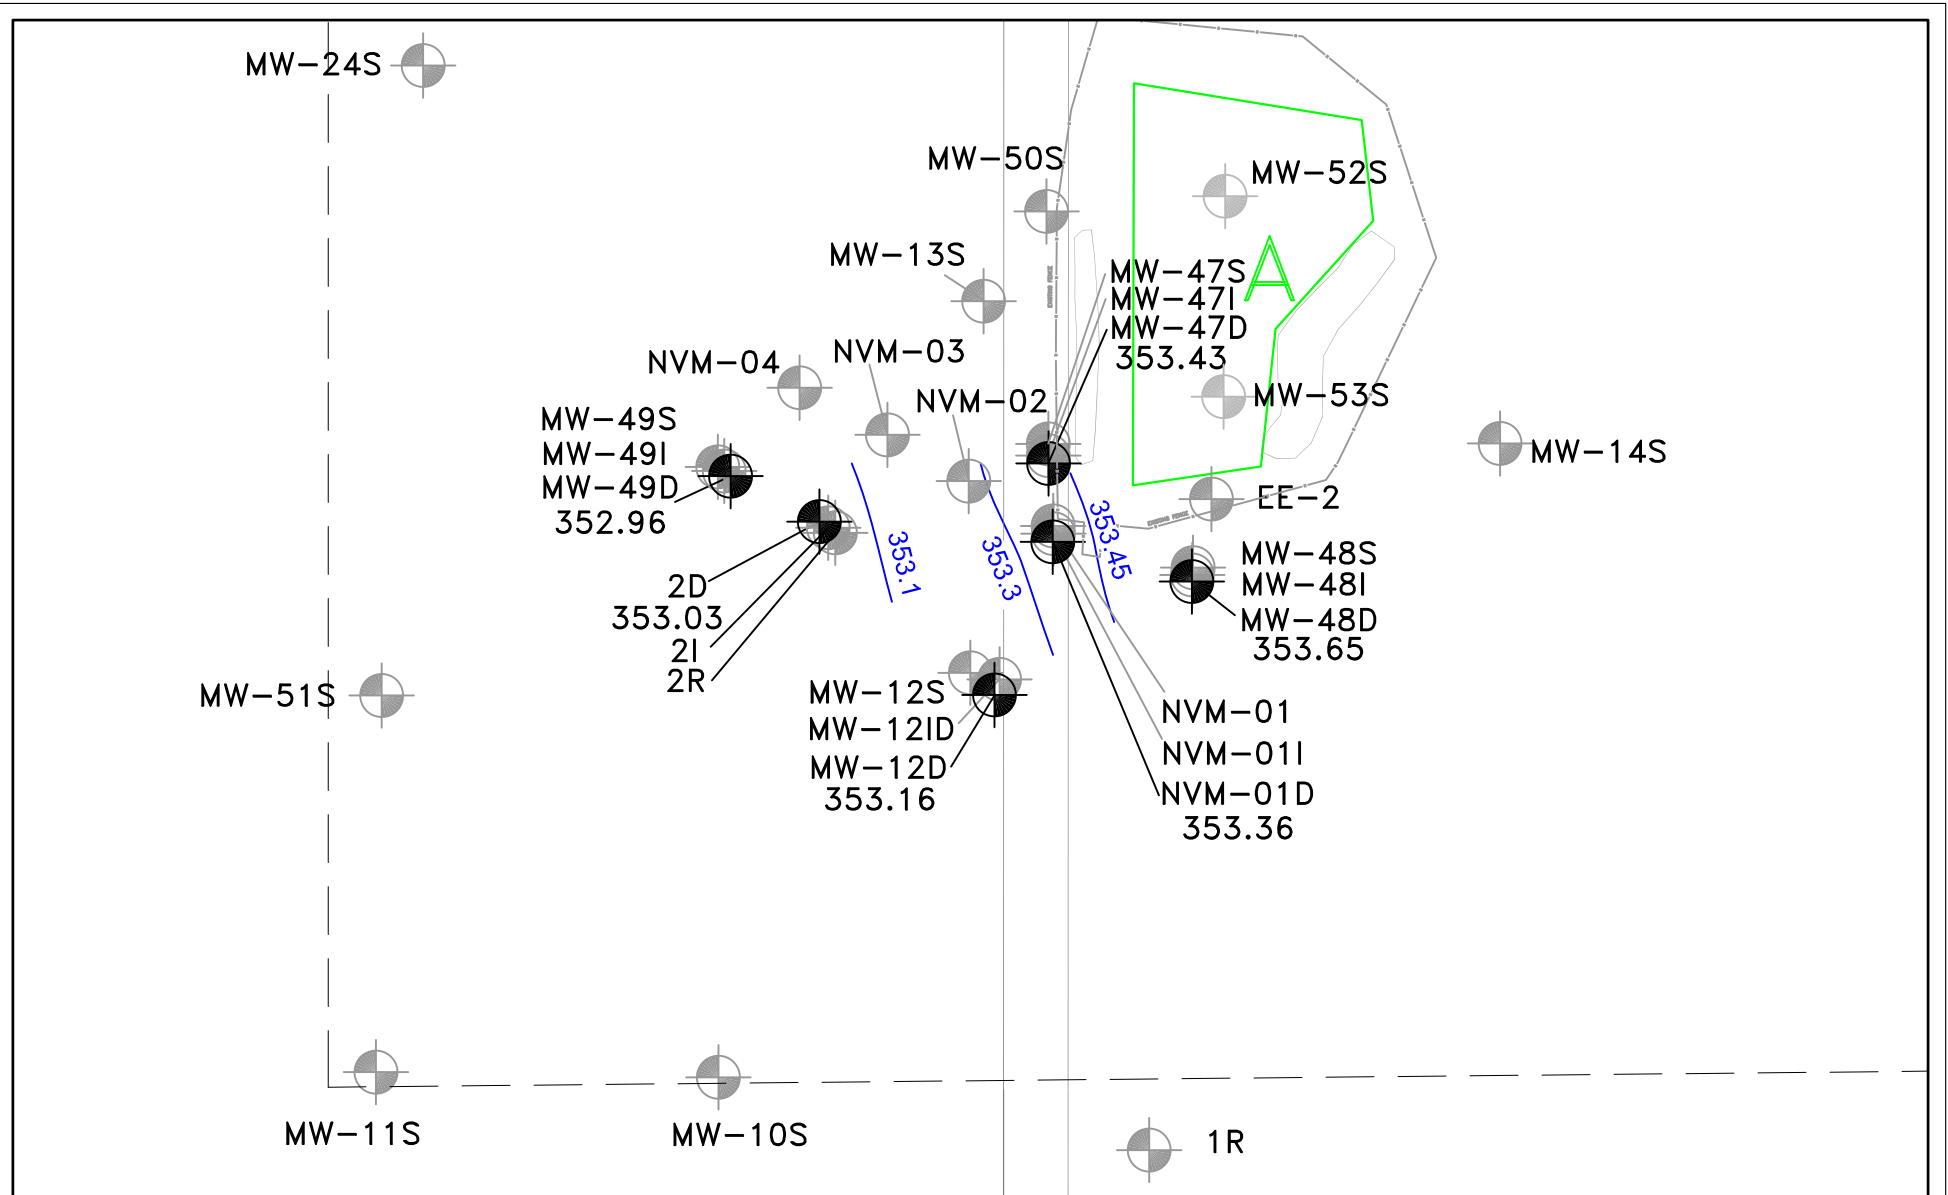 MW-24S
MW-50S
MW-52S
MW-13S
A
MW-47S
MW-47I
MW-47D
353.43
EXISTING FENCE
NVM-03
NVM-04
NVM-02
MW-53S
MW-49S
MW-49I
MW-49D
352.96
MW-14S
EE-2
EXISTING FENCE
353.1
353.3
353.45
MW-48S
MW-48I
MW-48D
353.65
2D
353.03
2I
2R
MW-51S
MW-12S
MW-12ID
MW-12D
353.16
NVM-01
NVM-01I
NVM-01D
353.36
MW-11S
MW-10S
1R